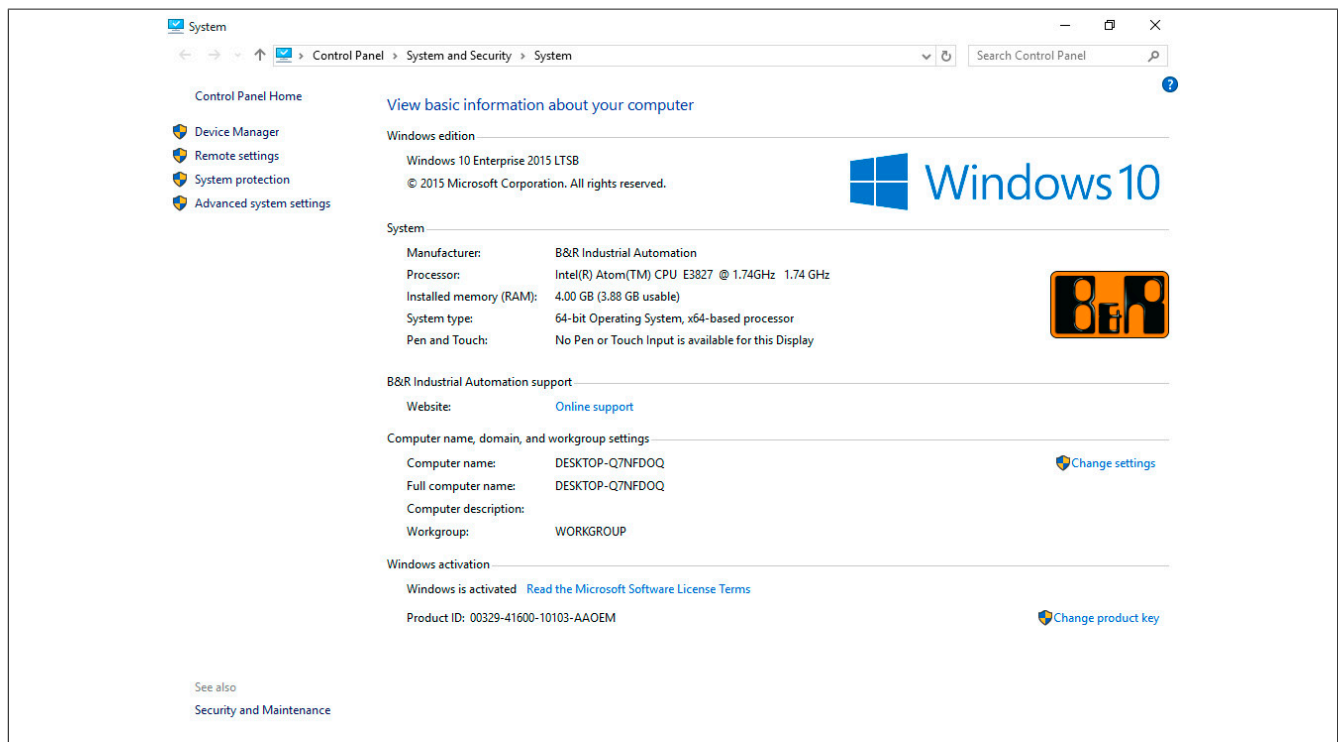 System
Control Panel > System and Security > System
Search Control Panel
?
Control Panel Home
Device Manager
Remote settings
System protection
Advanced system settings
View basic information about your computer
Windows edition
Windows 10 Enterprise 2015 LTSB
© 2015 Microsoft Corporation. All rights reserved.
Windows 10
System
Manufacturer: B&R Industrial Automation
Processor: Intel(R) Atom(TM) CPU E3827 @ 1.74GHz 1.74 GHz
Installed memory (RAM): 4.00 GB (3.88 GB usable)
System type: 64-bit Operating System, x64-based processor
Pen and Touch: No Pen or Touch Input is available for this Display
B&R
B&R Industrial Automation support
Website: Online support
Computer name, domain, and workgroup settings
Computer name: DESKTOP-Q7NFDOQ
Change settings
Full computer name: DESKTOP-Q7NFDOQ
Computer description:
Workgroup: WORKGROUP
Windows activation
Windows is activated Read the Microsoft Software License Terms
Product ID: 00329-41600-10103-AAOEM
Change product key
See also
Security and Maintenance